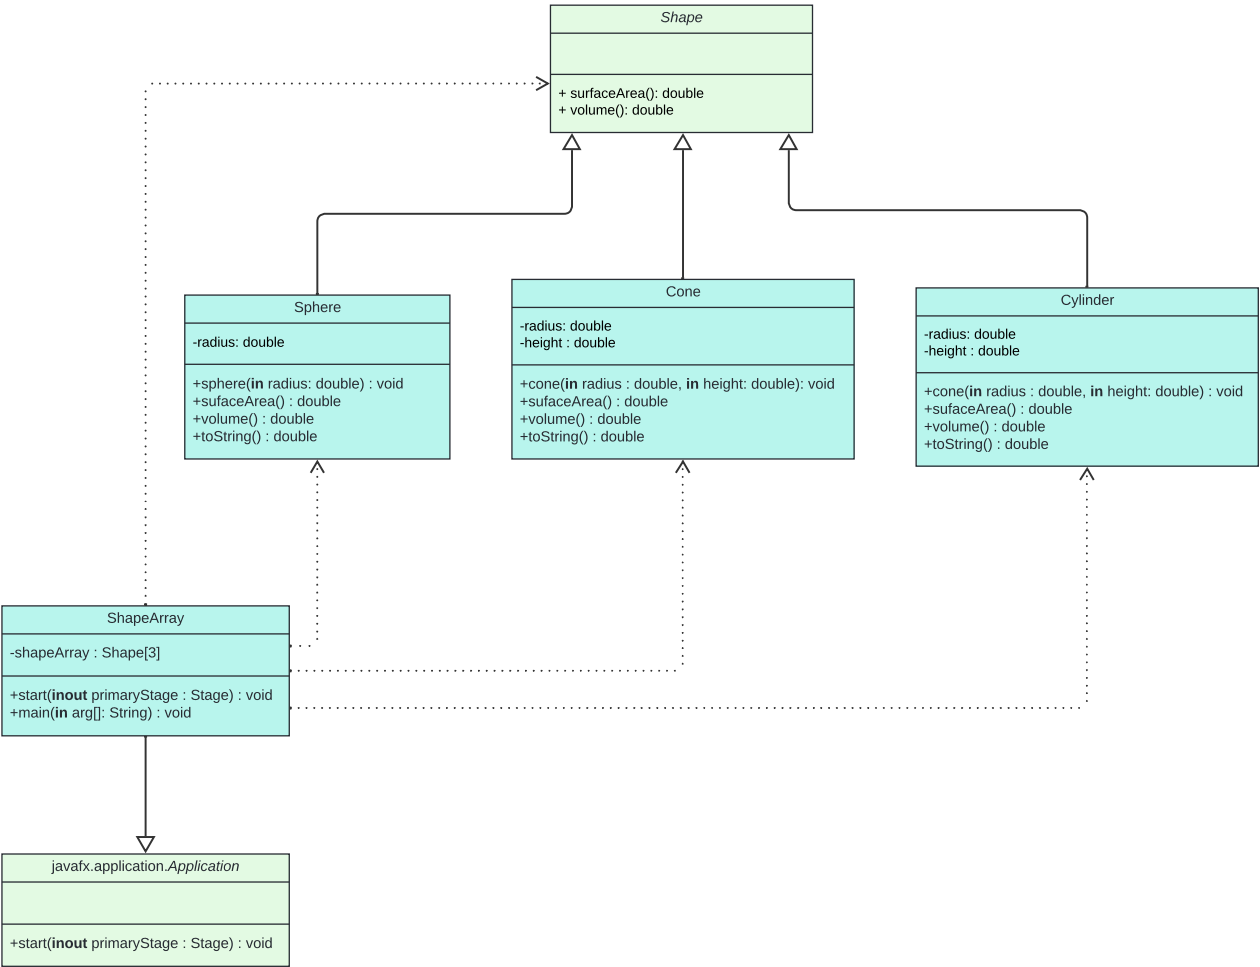 Shape
+ surfaceArea(): double
+ volume(): double
Sphere
-radius: double
+sphere(in radius: double) : void
+sufaceArea() : double
+volume() : double
+toString() : double
Cone
-radius: double
-height : double
+cone(in radius : double, in height: double): void
+sufaceArea() : double
+volume() : double
+toString() : double
Cylinder
-radius: double
-height : double
+cone(in radius : double, in height: double) : void
+sufaceArea() : double
+volume() : double
+toString() : double
ShapeArray
-shapeArray : Shape[3]
+start(inout primaryStage : Stage) : void
+main(in arg[]: String) : void
javafx.application.Application
+start(inout primaryStage : Stage) : void